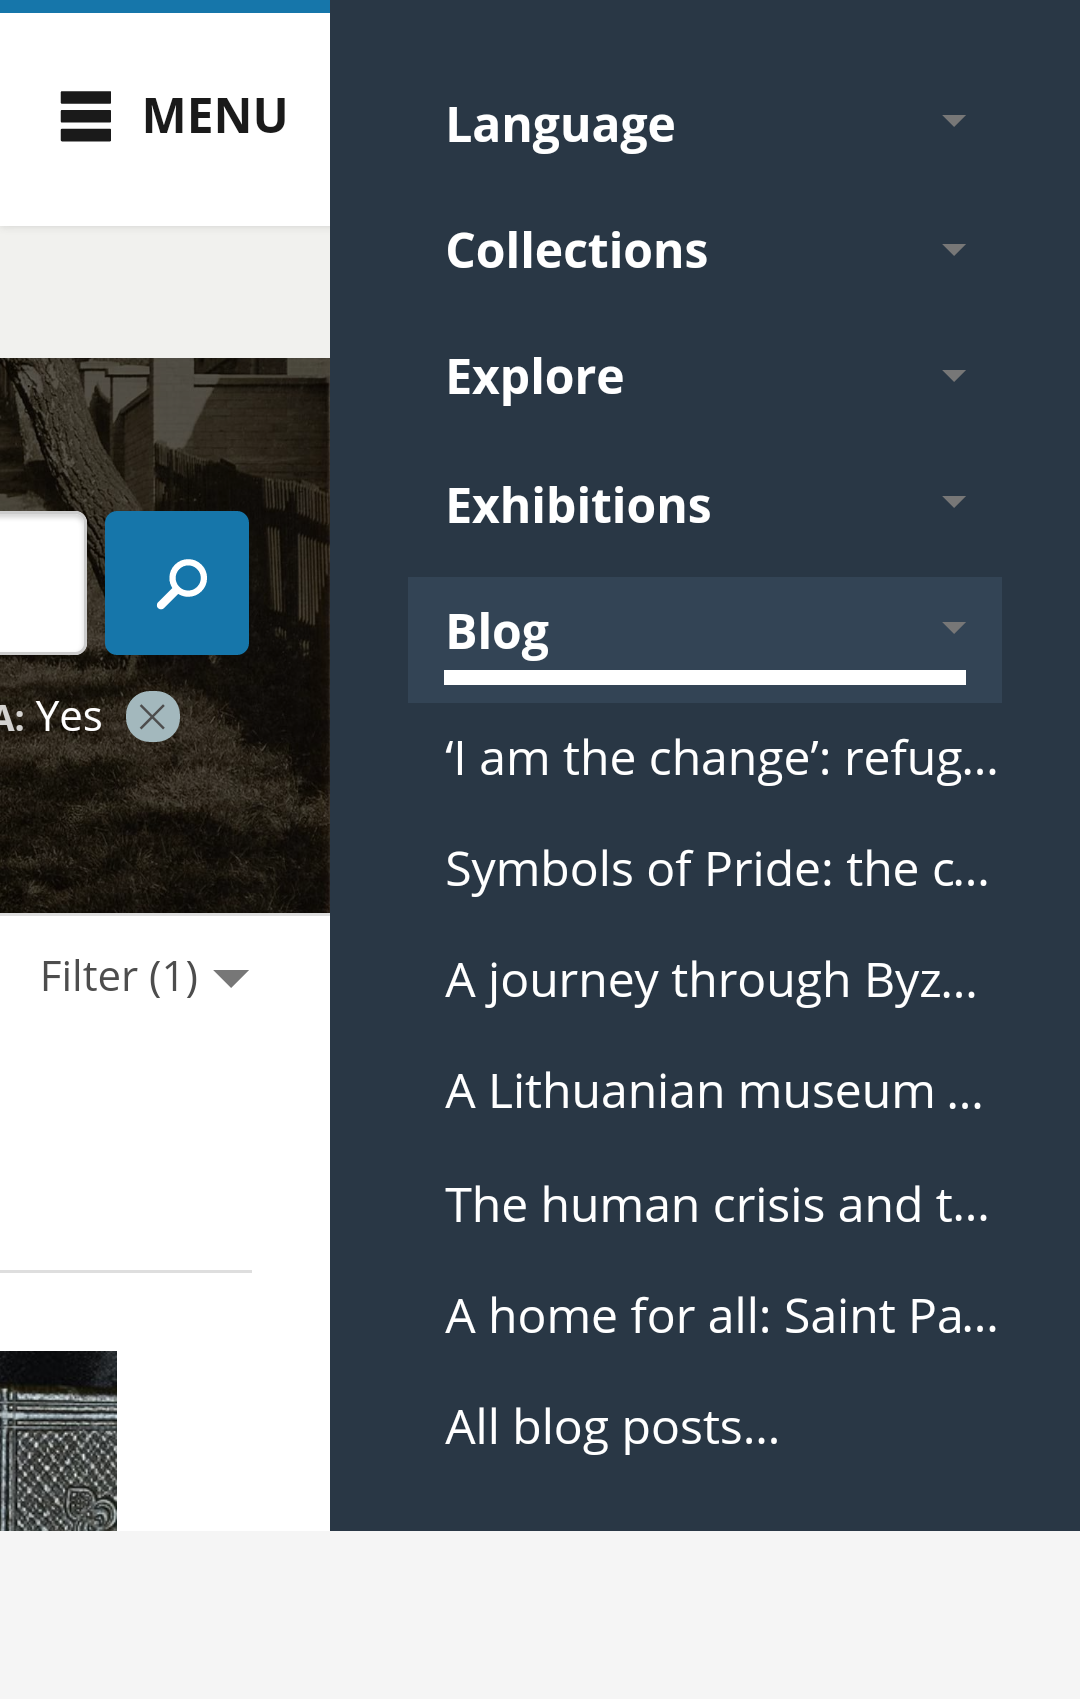 MENU
Language
Collections
Explore
Exhibitions
Blog
‘I am the change’: refug...
Symbols of Pride: the c...
A journey through Byz...
A Lithuanian museum ...
The human crisis and t...
A home for all: Saint Pa...
All blog posts...
A: Yes
Filter (1)